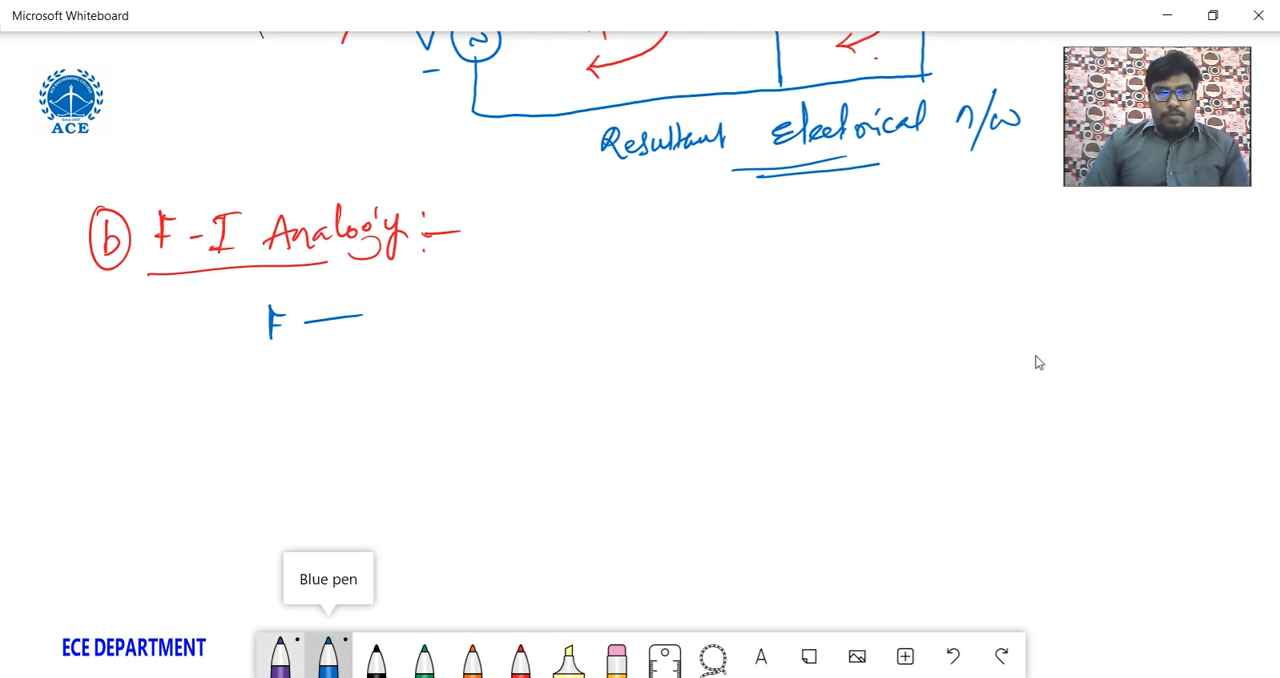 Microsoft Whiteboard
V
−
Resultant Electrical n/w
ACE
ⓑ F-I Analogy :-
F —
Blue pen
ECE DEPARTMENT
A